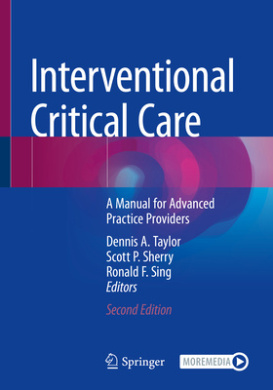 Interventional
Critical Care
A Manual for Advanced
Practice Providers
Dennis A. Taylor
Scott P. Sherry
Ronald F. Sing
Editors
Second Edition
Springer
MOREMEDIA